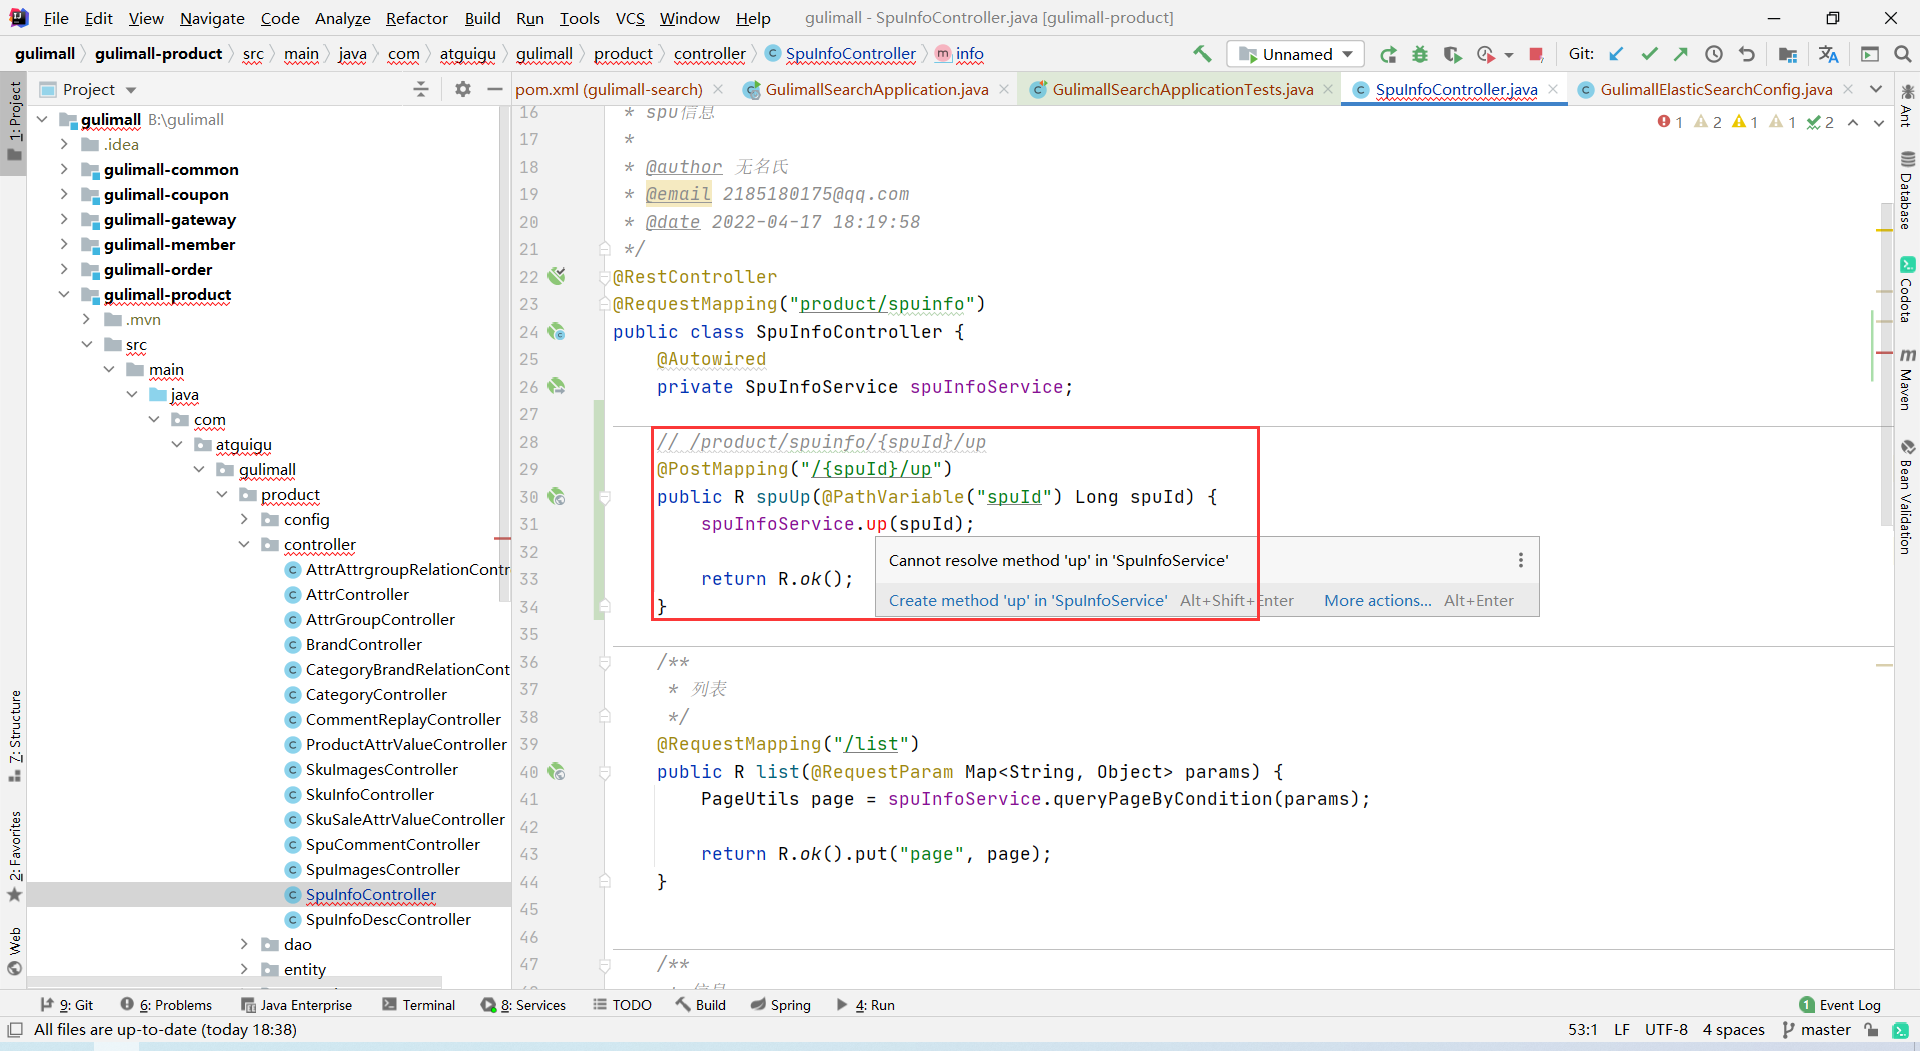 File Edit View Navigate Code Analyze Refactor Build Run Tools VCS Window Help gulimall - SpuInfoController.java [gulimall-product]
gulimall gulimall-product src main java com atguigu gulimall product controller SpuInfoController info Unnamed Git:
Project
pom.xml (gulimall-search) GulimallSearchApplication.java GulimallSearchApplicationTests.java SpuInfoController.java GulimallElasticSearchConfig.java
1: Project
7: Structure
2: Favorites
Web
gulimall B:\gulimall
.idea
gulimall-common
gulimall-coupon
gulimall-gateway
gulimall-member
gulimall-order
gulimall-product
.mvn
src
main
java
com
atguigu
gulimall
product
config
controller
AttrAttrgroupRelationContr
AttrController
AttrGroupController
BrandController
CategoryBrandRelationCont
CategoryController
CommentReplayController
ProductAttrValueController
SkuImagesController
SkuInfoController
SkuSaleAttrValueController
SpuCommentController
SpuImagesController
SpuInfoController
SpuInfoDescController
dao
entity
1 2 1 1 2
16 * spu信息
17 *
18 * @author 无名氏
19 * @email 2185180175@qq.com
20 * @date 2022-04-17 18:19:58
21 */
22 @RestController
23 @RequestMapping("product/spuinfo")
24 public class SpuInfoController {
25 @Autowired
26 private SpuInfoService spuInfoService;
27
28 // /product/spuinfo/{spuId}/up
29 @PostMapping("/{spuId}/up")
30 public R spuUp(@PathVariable("spuId") Long spuId) {
31 spuInfoService.up(spuId);
32
33 return R.ok();
34 }
35
36 /**
37 * 列表
38 */
39 @RequestMapping("/list")
40 public R list(@RequestParam Map<String, Object> params) {
41 PageUtils page = spuInfoService.queryPageByCondition(params);
42
43 return R.ok().put("page", page);
44 }
45
46
47 /**
Cannot resolve method 'up' in 'SpuInfoService'
Create method 'up' in 'SpuInfoService' Alt+Shift+Enter More actions... Alt+Enter
Ant
Database
Codota
Maven
Bean Validation
9: Git 6: Problems Java Enterprise Terminal 8: Services TODO Build Spring 4: Run 1 Event Log
All files are up-to-date (today 18:38) 53:1 LF UTF-8 4 spaces master